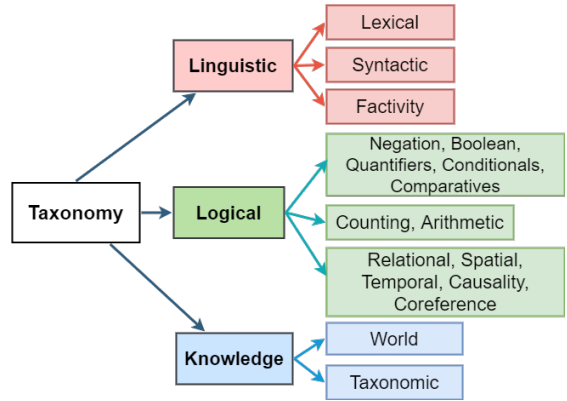 Taxonomy
Linguistic
Lexical
Syntactic
Factivity
Logical
Negation, Boolean,
Quantifiers, Conditionals,
Comparatives
Counting, Arithmetic
Relational, Spatial,
Temporal, Causality,
Coreference
Knowledge
World
Taxonomic